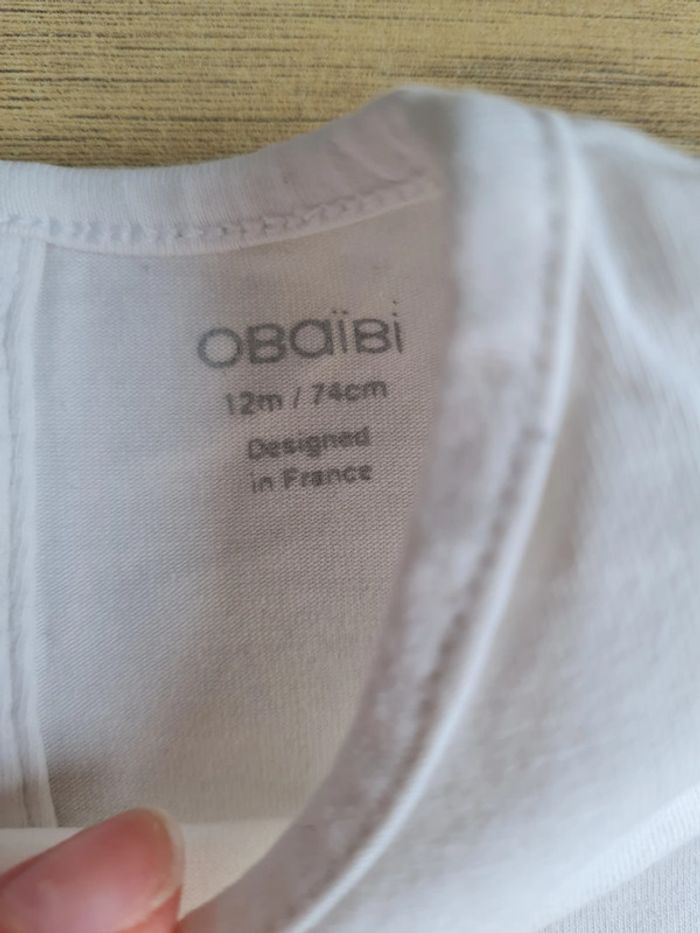 OBaïBi
12m / 74cm
Designed
in France